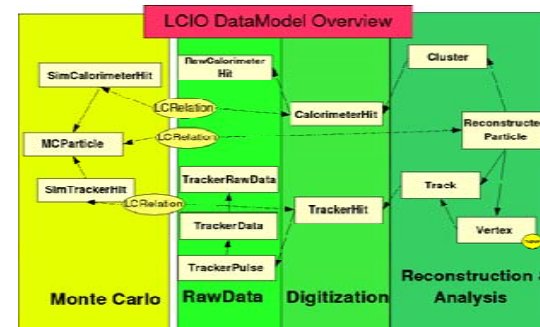 LCIO DataModel Overview
SimCalorimeterHit
RawCalorimeter
Hit
Cluster
LCRelation
CalorimeterHit
MCParticle
LCRelation
Reconstructed
Particle
SimTrackerHit
TrackerRawData
Track
LCRelation
TrackerHit
TrackerData
Vertex
TrackerPulse
Monte Carlo
RawData
Digitization
Reconstruction &
Analysis